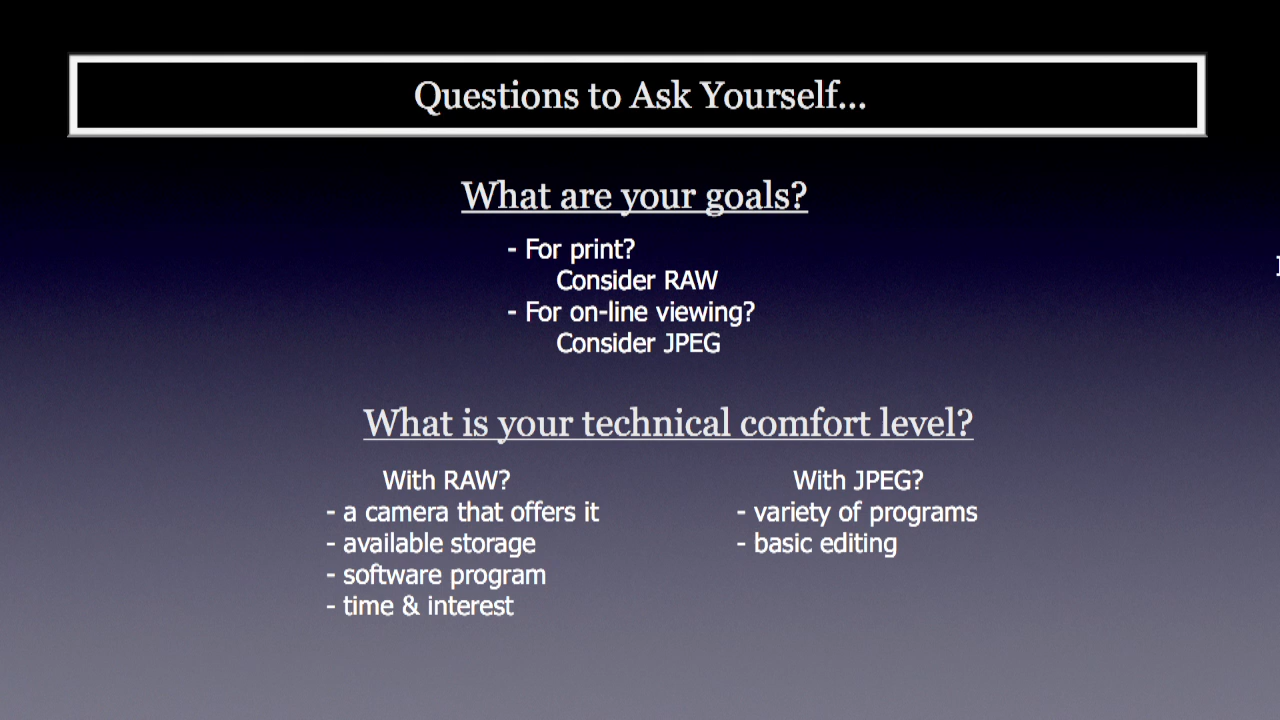 Questions to Ask Yourself...
What are your goals?
- For print?
Consider RAW
- For on-line viewing?
Consider JPEG
What is your technical comfort level?
With RAW?
- a camera that offers it
- available storage
- software program
- time & interest
With JPEG?
- variety of programs
- basic editing